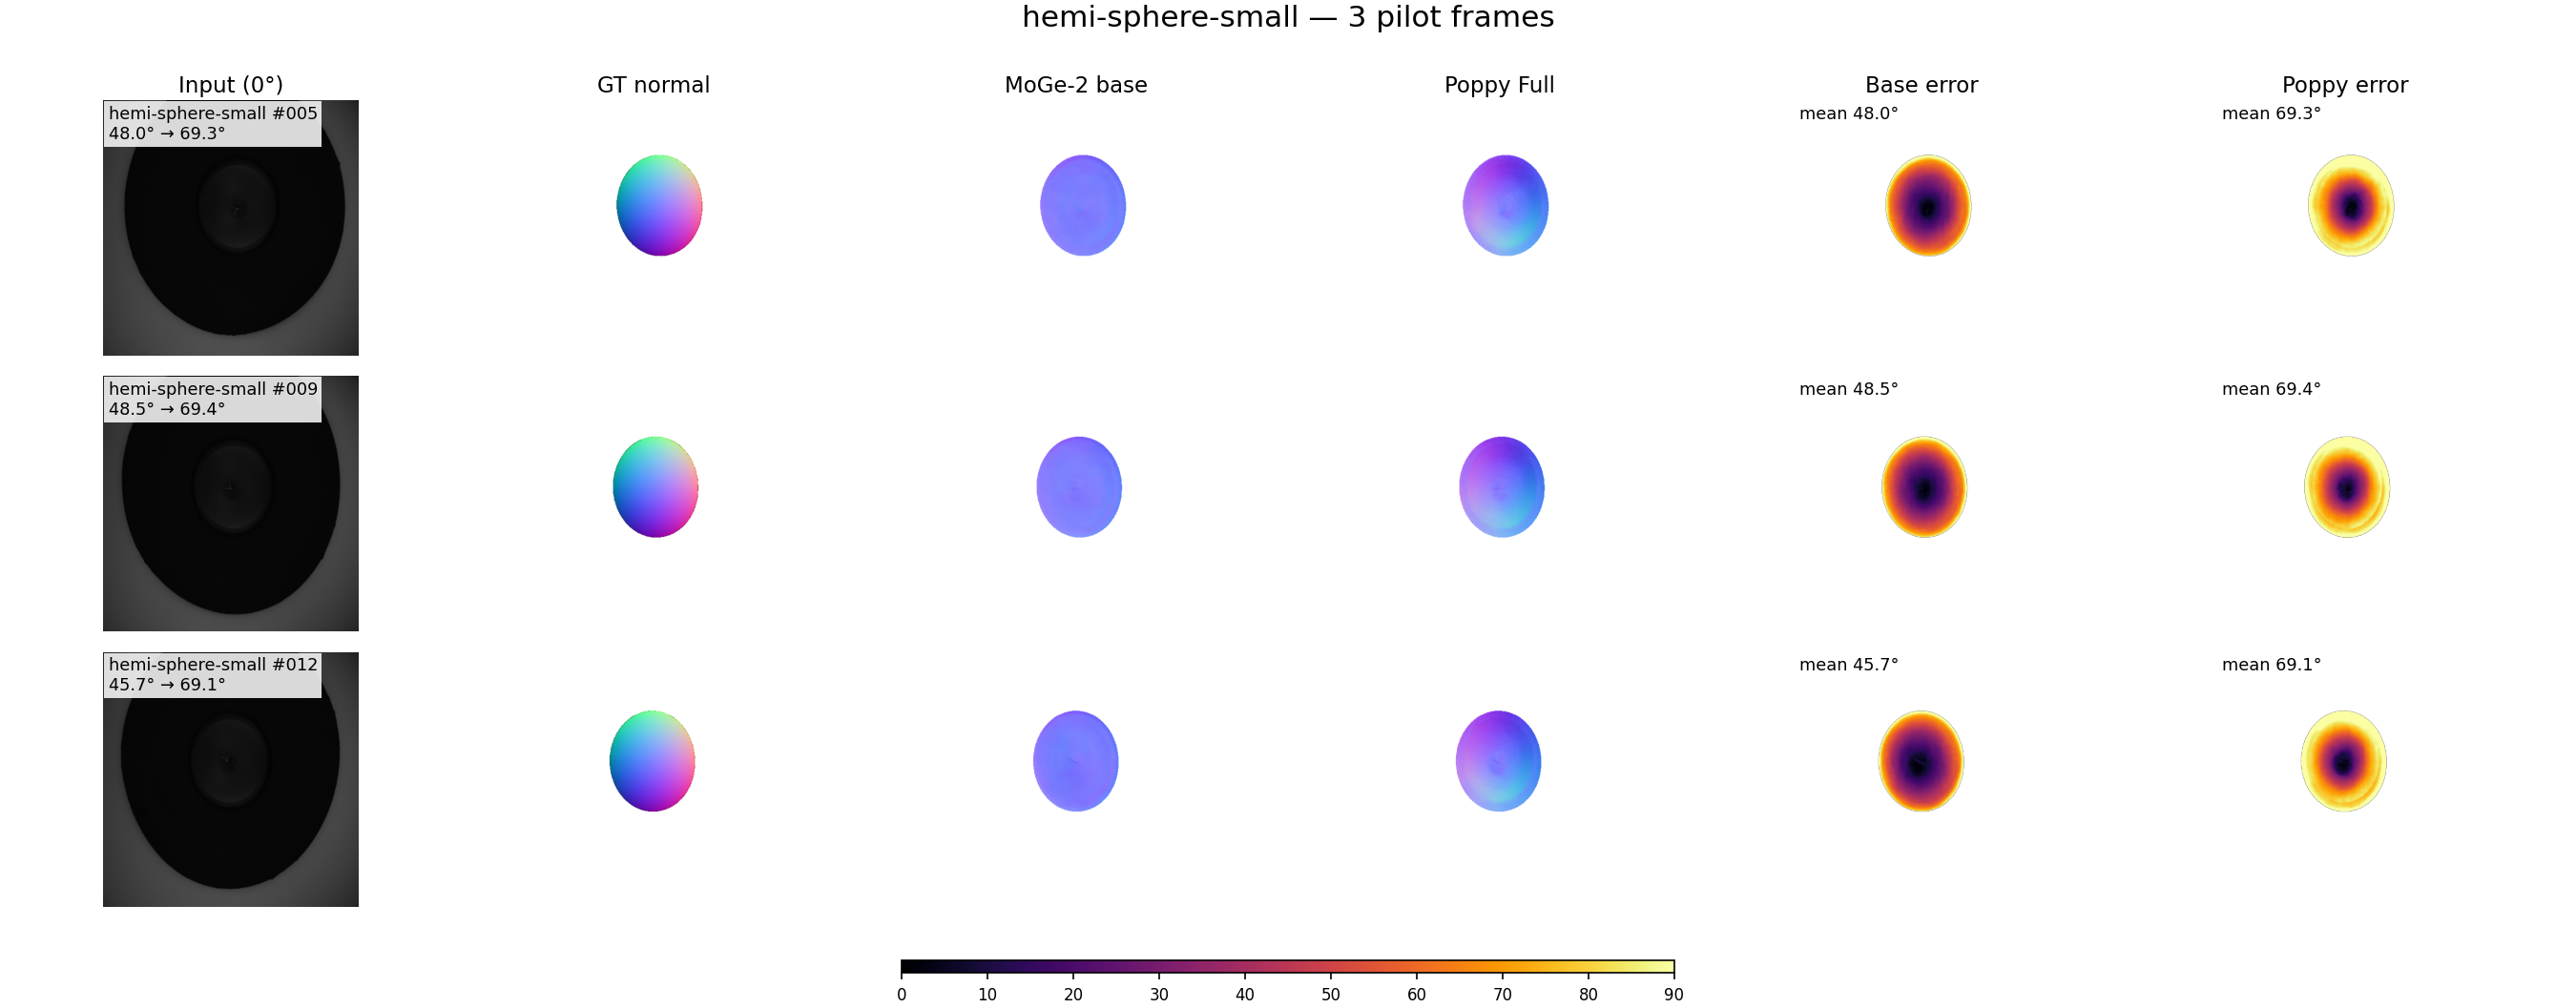 hemi-sphere-small — 3 pilot frames
Input (0°)
GT normal
MoGe-2 base
Poppy Full
Base error
Poppy error
hemi-sphere-small #005
48.0° → 69.3°
mean 48.0°
mean 69.3°
hemi-sphere-small #009
48.5° → 69.4°
mean 48.5°
mean 69.4°
hemi-sphere-small #012
45.7° → 69.1°
mean 45.7°
mean 69.1°
0 10 20 30 40 50 60 70 80 90